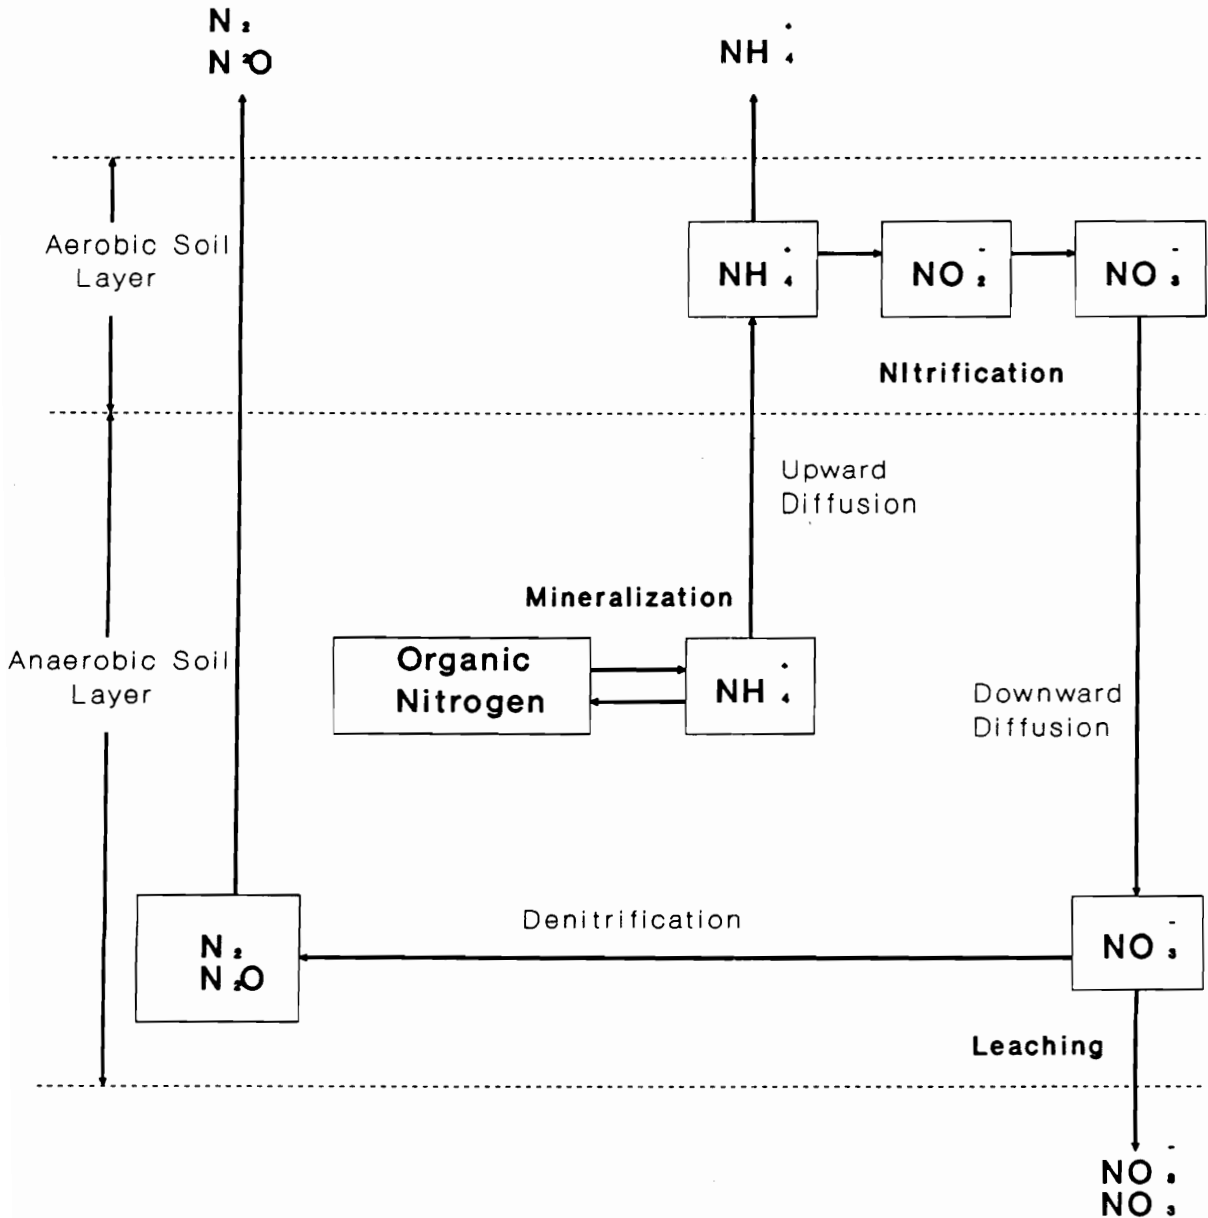 N₂
N₂O
NH₄⁺
Aerobic Soil
Layer
NH₄⁺
NO₂⁻
NO₃⁻
NItrification
Upward
Diffusion
Mineralization
Organic
Nitrogen
NH₄⁺
Anaerobic Soil
Layer
Downward
Diffusion
Denitrification
N₂
N₂O
NO₃⁻
Leaching
NO₂⁻
NO₃